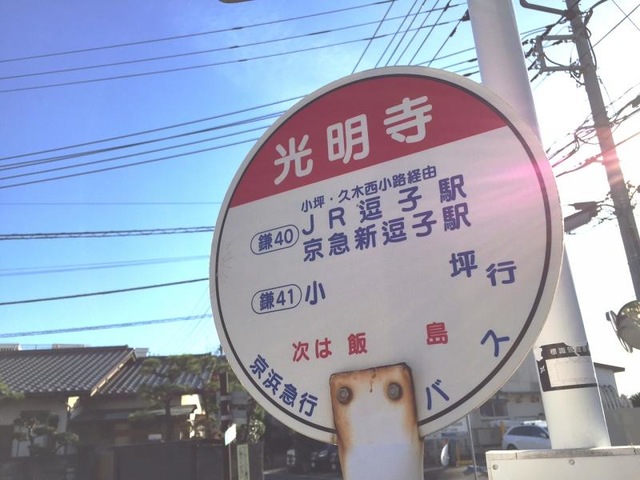 光明寺
小坪・久木西小路経由
鎌40 JR逗子駅
京急新逗子駅
鎌41 小坪行
次は飯島へ
京浜急行バス